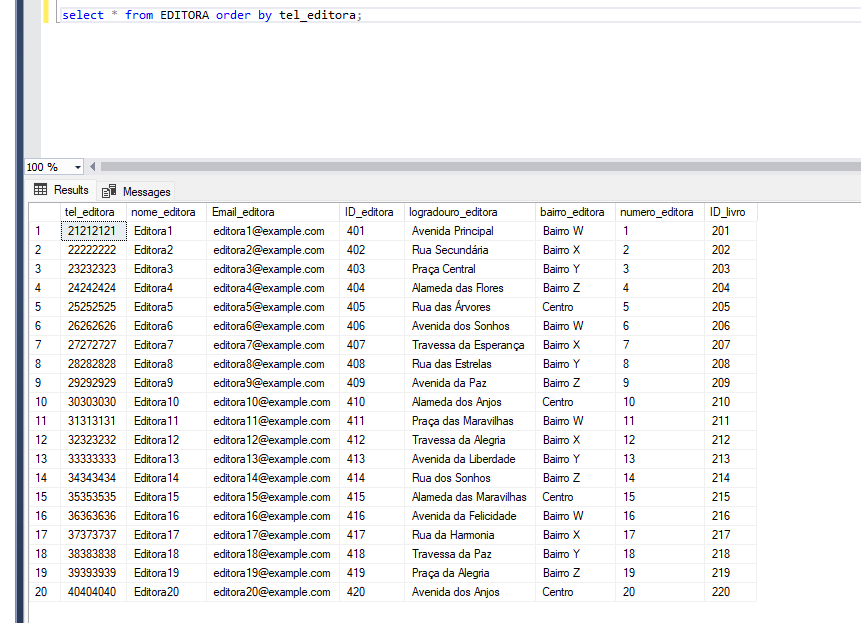 select * from EDITORA order by tel_editora;
100 %
Results Messages
tel_editora nome_editora Email_editora ID_editora logradouro_editora bairro_editora numero_editora ID_livro
1 21212121 Editora1 editora1@example.com 401 Avenida Principal Bairro W 1 201
2 22222222 Editora2 editora2@example.com 402 Rua Secundária Bairro X 2 202
3 23232323 Editora3 editora3@example.com 403 Praça Central Bairro Y 3 203
4 24242424 Editora4 editora4@example.com 404 Alameda das Flores Bairro Z 4 204
5 25252525 Editora5 editora5@example.com 405 Rua das Árvores Centro 5 205
6 26262626 Editora6 editora6@example.com 406 Avenida dos Sonhos Bairro W 6 206
7 27272727 Editora7 editora7@example.com 407 Travessa da Esperança Bairro X 7 207
8 28282828 Editora8 editora8@example.com 408 Rua das Estrelas Bairro Y 8 208
9 29292929 Editora9 editora9@example.com 409 Avenida da Paz Bairro Z 9 209
10 30303030 Editora10 editora10@example.com 410 Alameda dos Anjos Centro 10 210
11 31313131 Editora11 editora11@example.com 411 Praça das Maravilhas Bairro W 11 211
12 32323232 Editora12 editora12@example.com 412 Travessa da Alegria Bairro X 12 212
13 33333333 Editora13 editora13@example.com 413 Avenida da Liberdade Bairro Y 13 213
14 34343434 Editora14 editora14@example.com 414 Rua dos Sonhos Bairro Z 14 214
15 35353535 Editora15 editora15@example.com 415 Alameda das Maravilhas Centro 15 215
16 36363636 Editora16 editora16@example.com 416 Avenida da Felicidade Bairro W 16 216
17 37373737 Editora17 editora17@example.com 417 Rua da Harmonia Bairro X 17 217
18 38383838 Editora18 editora18@example.com 418 Travessa da Paz Bairro Y 18 218
19 39393939 Editora19 editora19@example.com 419 Praça da Alegria Bairro Z 19 219
20 40404040 Editora20 editora20@example.com 420 Avenida dos Anjos Centro 20 220